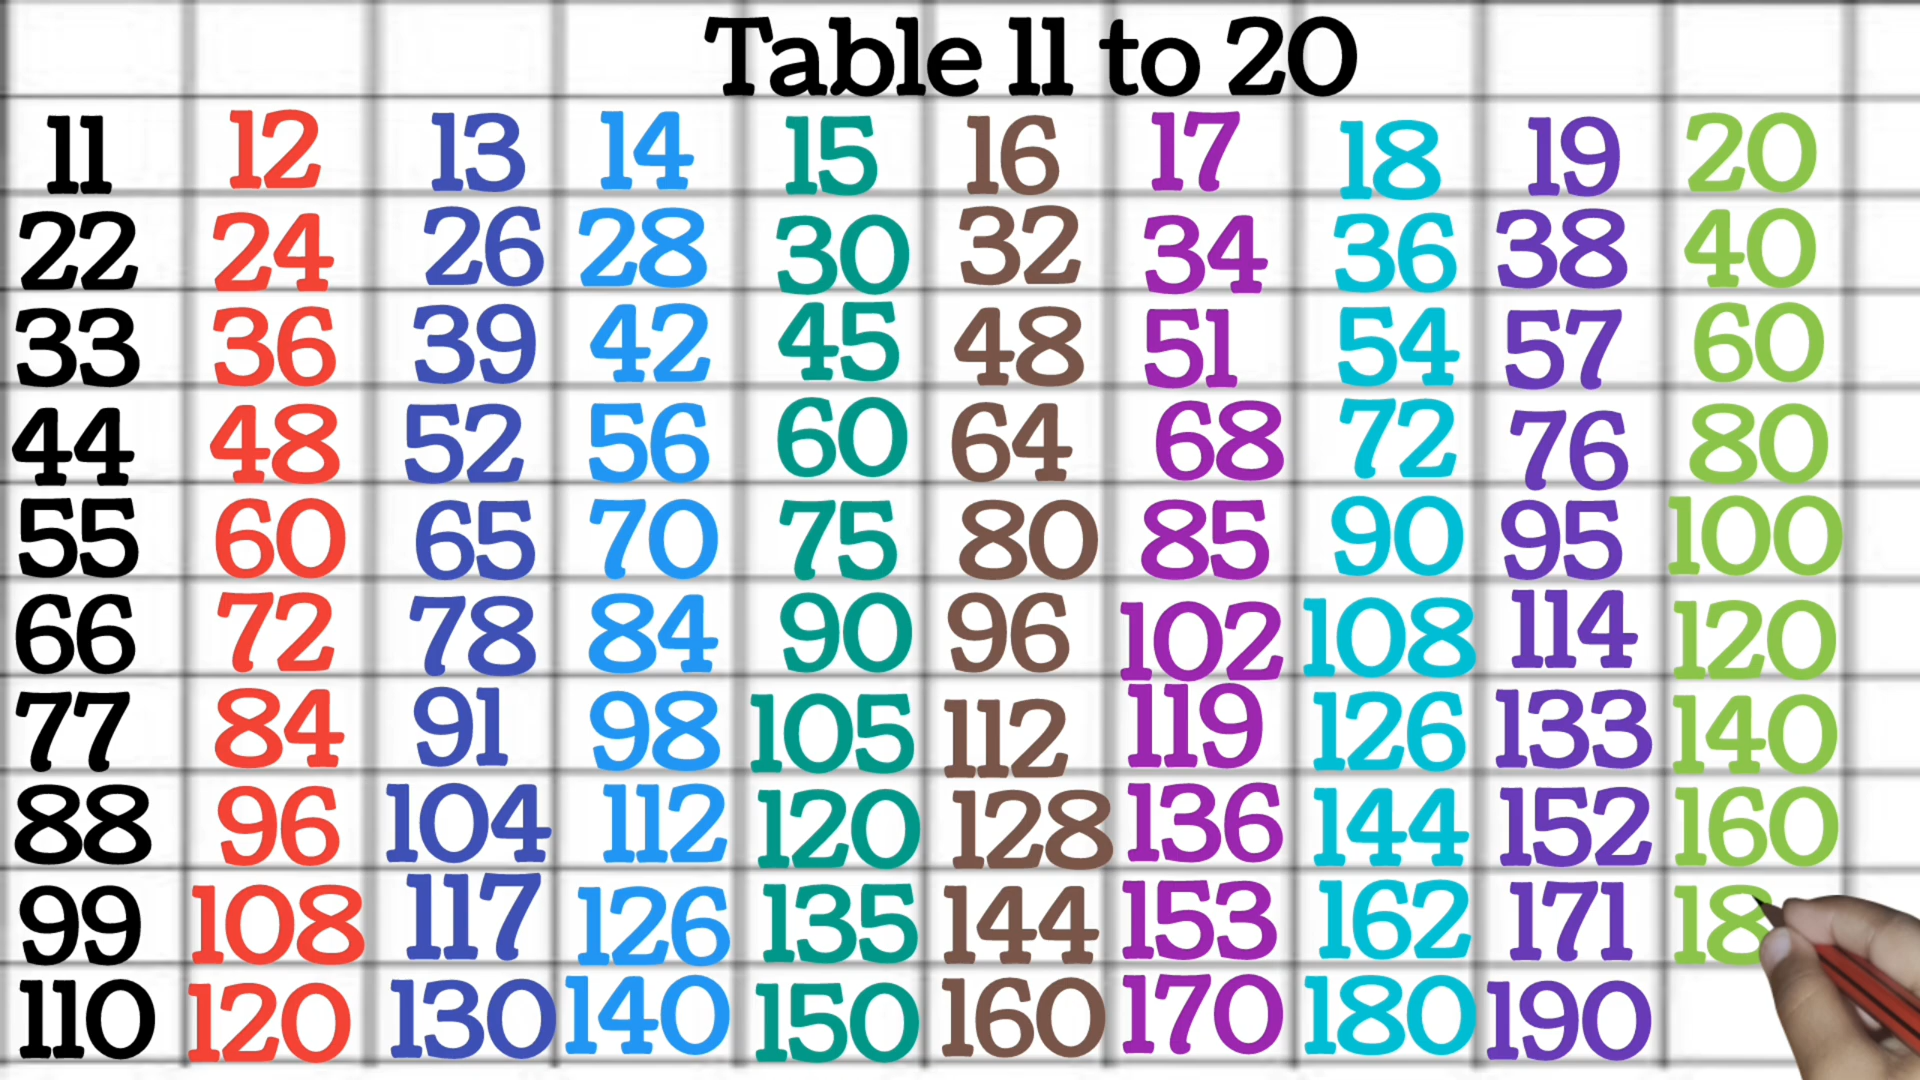 Table 11 to 20
11 12 13 14 15 16 17 18 19 20
22 24 26 28 30 32 34 36 38 40
33 36 39 42 45 48 51 54 57 60
44 48 52 56 60 64 68 72 76 80
55 60 65 70 75 80 85 90 95 100
66 72 78 84 90 96 102 108 114 120
77 84 91 98 105 112 119 126 133 140
88 96 104 112 120 128 136 144 152 160
99 108 117 126 135 144 153 162 171 18
110 120 130 140 150 160 170 180 190